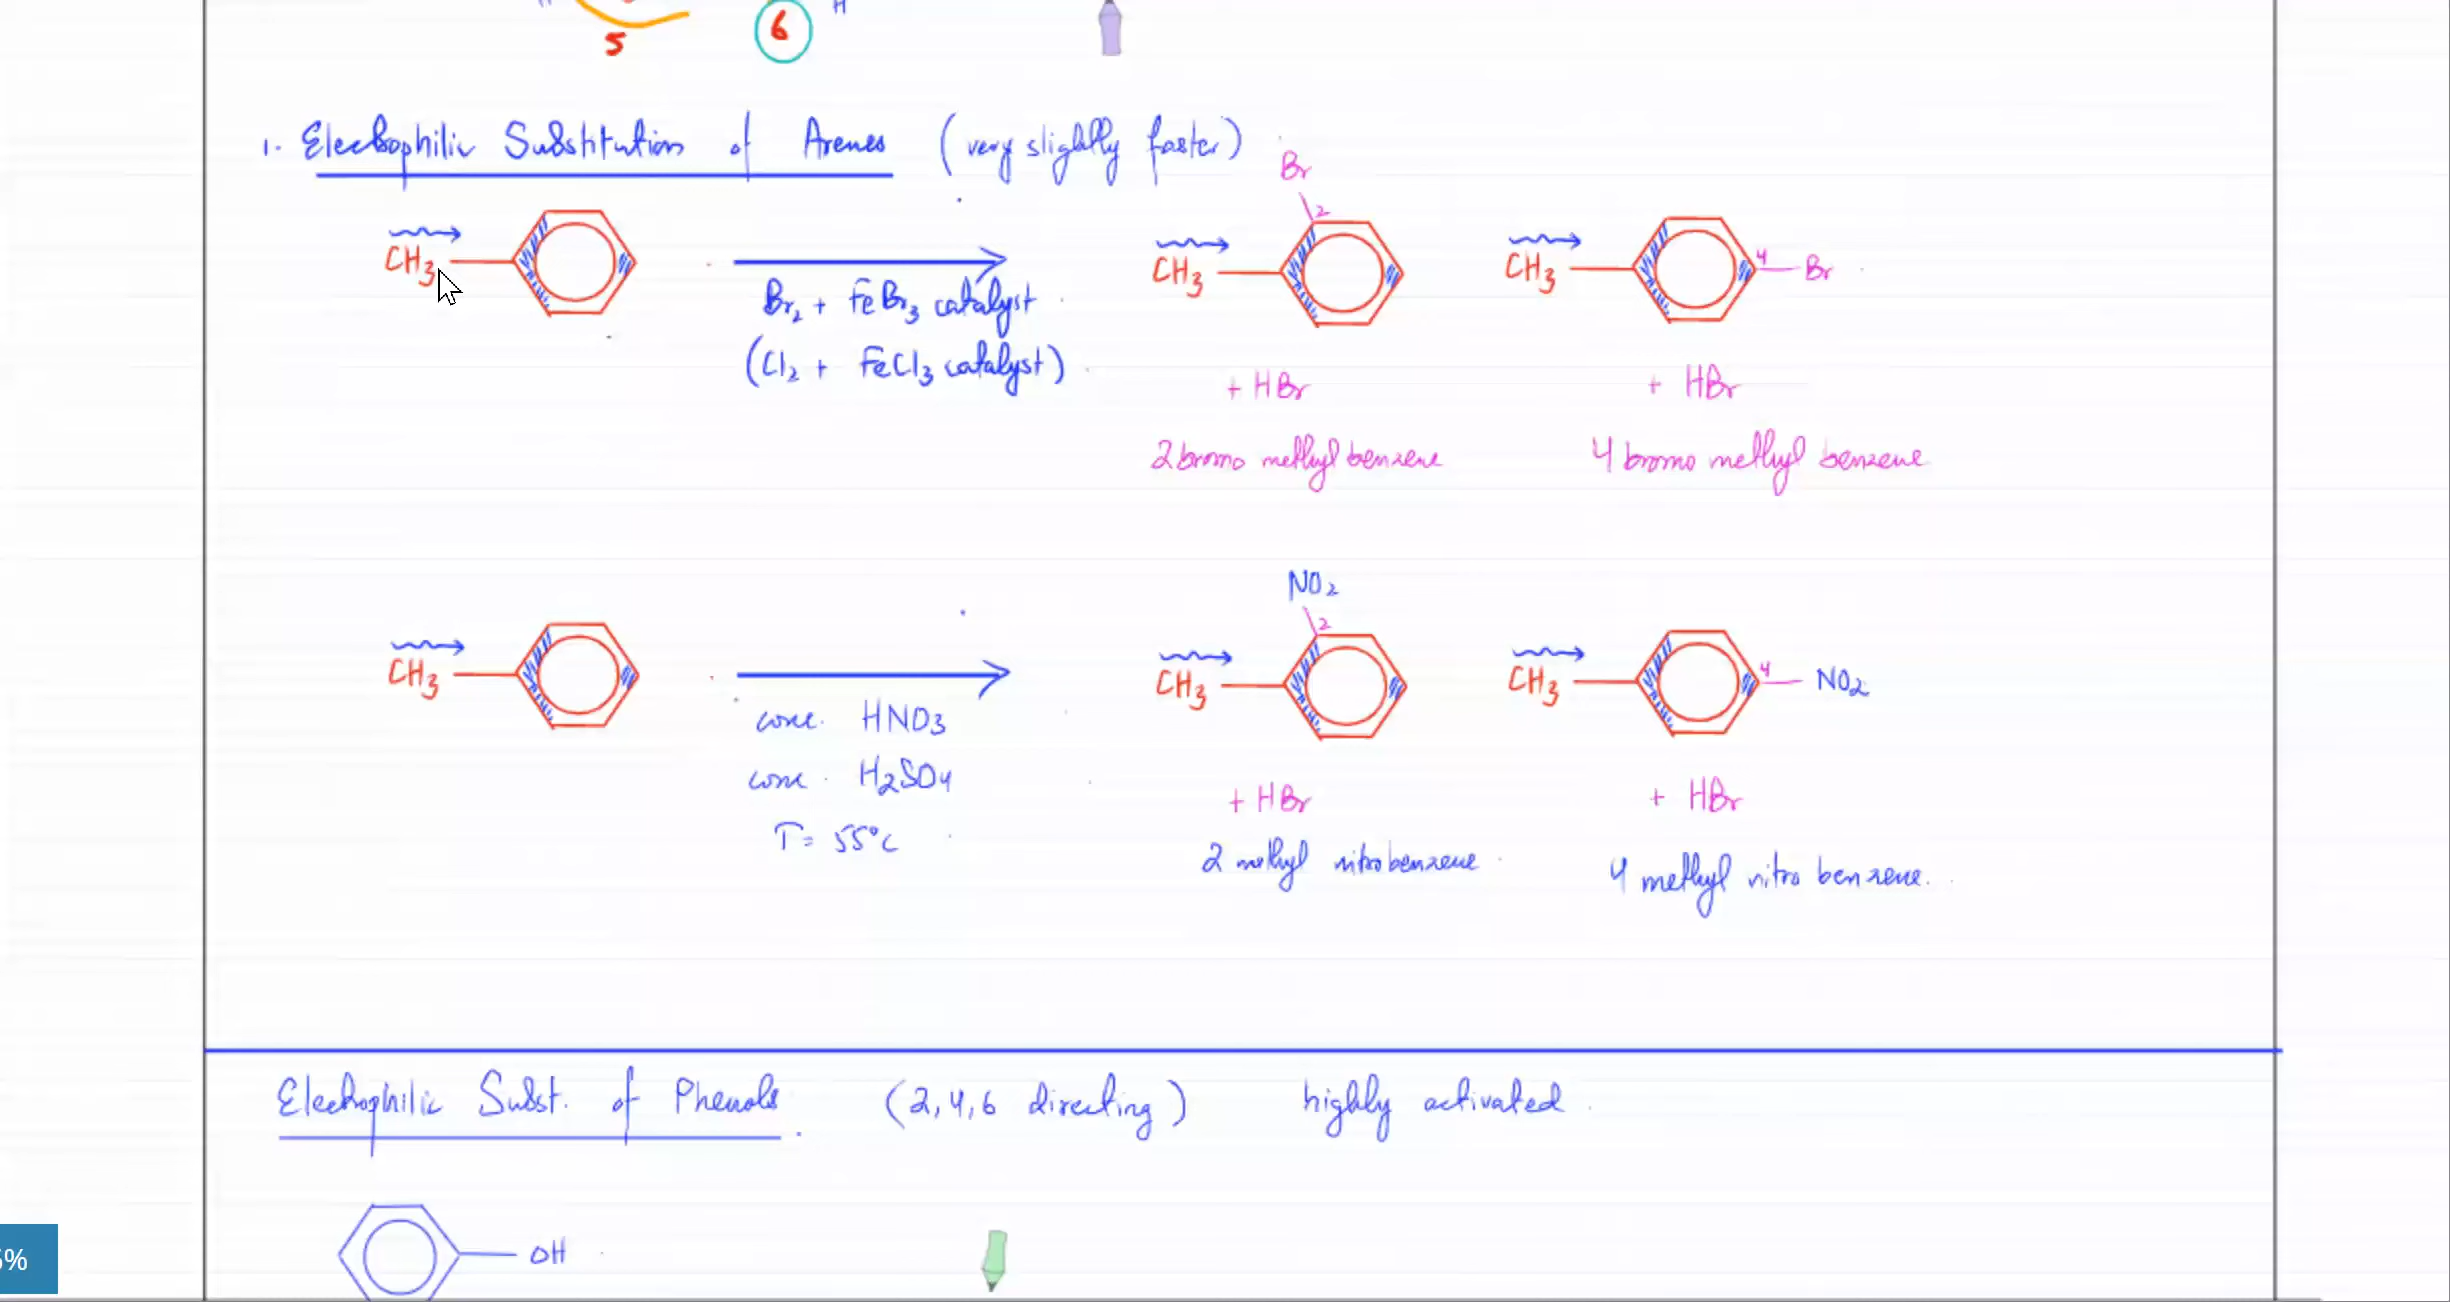 5 6 H
1. Electrophilic Substitution of Arenes (very slightly faster)
Br
2
CH3 CH3 CH3 4 Br
Br2 + FeBr3 catalyst
(Cl2 + FeCl3 catalyst)
+ HBr + HBr
2 bromo methyl benzene 4 bromo methyl benzene
NO2
2
CH3 CH3 CH3 4 NO2
conc. HNO3
conc. H2SO4
T= 55°C
+ HBr + HBr
2 methyl nitrobenzene 4 methyl nitro benzene.
Electrophilic Subst. of Phenols (2,4,6 directing) highly activated
OH
5%